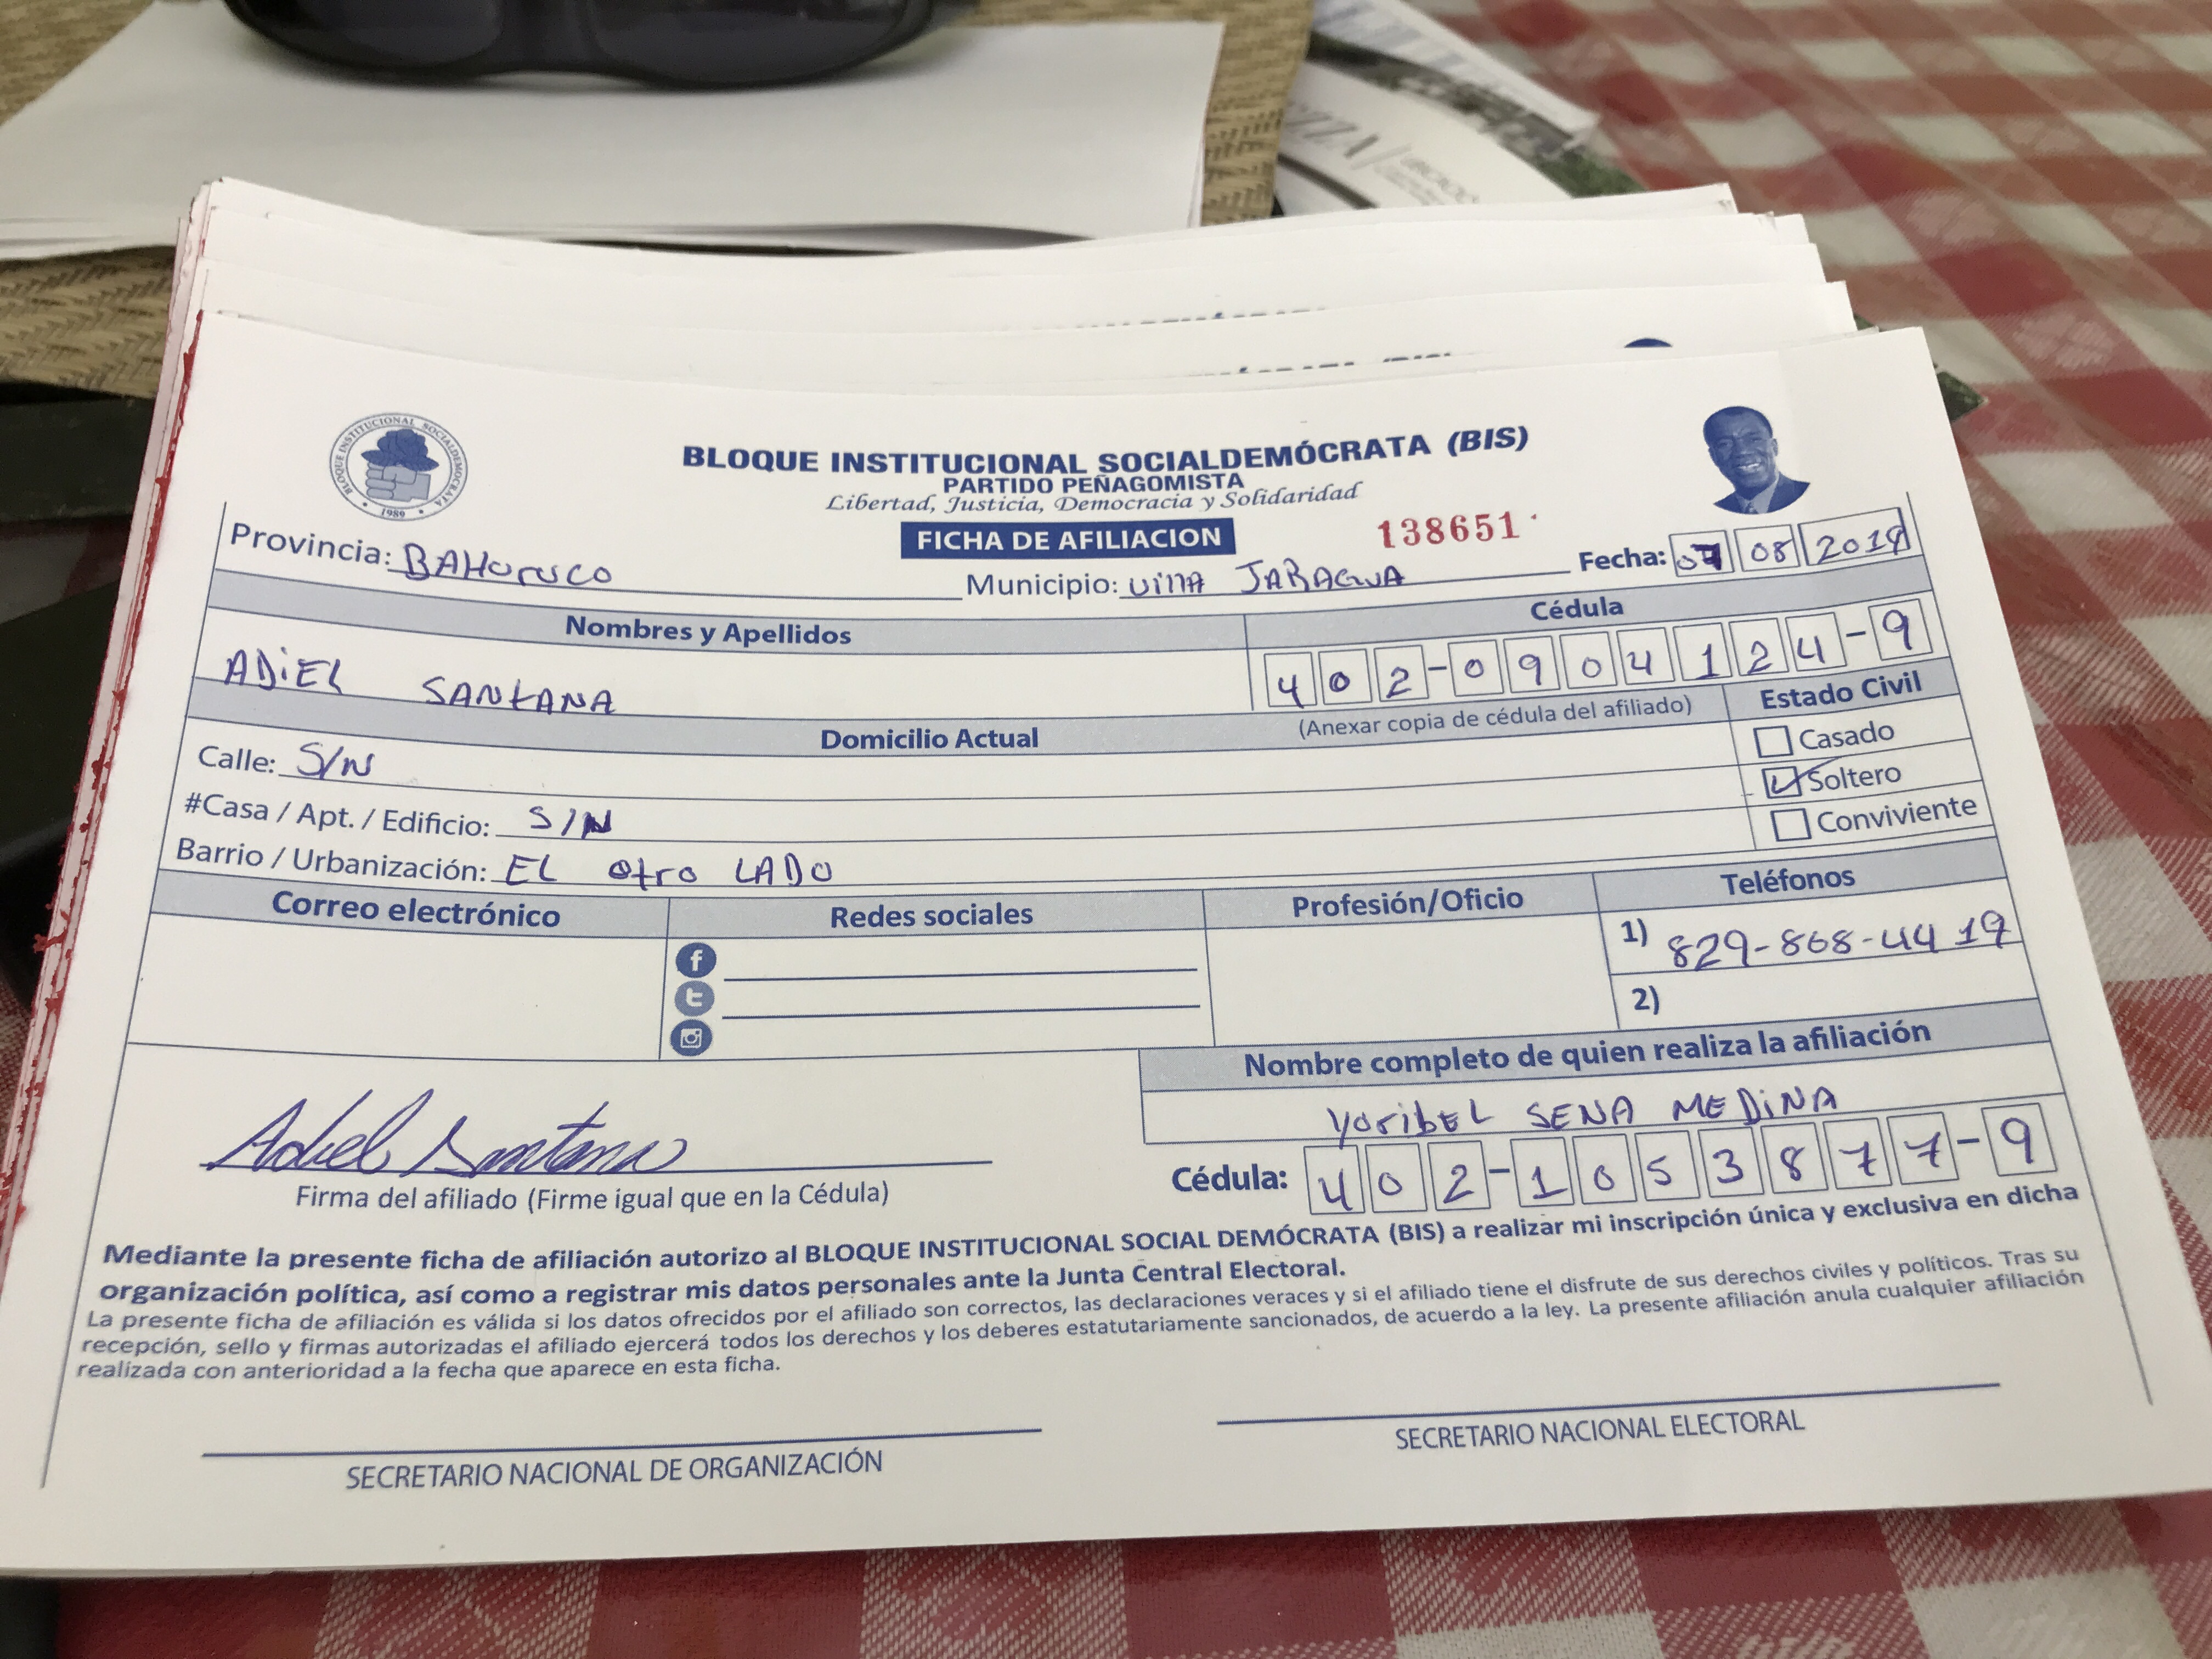 BLOQUE INSTITUCIONAL SOCIALDEMÓCRATA
1989
BLOQUE INSTITUCIONAL SOCIALDEMÓCRATA (BIS)
PARTIDO PEÑAGOMISTA
Libertad, Justicia, Democracia y Solidaridad
FICHA DE AFILIACION
138651
Provincia: BAHORUCO Municipio: VIllA JARAGUA Fecha: 07 08 2019
Nombres y Apellidos Cédula
ADiEL SANtANA 402-0904124-9
Domicilio Actual (Anexar copia de cédula del afiliado) Estado Civil
Calle: S/N Casado
#Casa / Apt. / Edificio: S/N Soltero
Barrio / Urbanización: EL Otro LADO Conviviente
Correo electrónico Redes sociales Profesión/Oficio Teléfonos
1) 829-868-4419
2)
Nombre completo de quien realiza la afiliación
YoribEL SENA MEDiNA
Adiel Santana
Cédula: 402-1053877-9
Firma del afiliado (Firme igual que en la Cédula)
Mediante la presente ficha de afiliación autorizo al BLOQUE INSTITUCIONAL SOCIAL DEMÓCRATA (BIS) a realizar mi inscripción única y exclusiva en dicha
organización política, así como a registrar mis datos personales ante la Junta Central Electoral.
La presente ficha de afiliación es válida si los datos ofrecidos por el afiliado son correctos, las declaraciones veraces y si el afiliado tiene el disfrute de sus derechos civiles y políticos. Tras su
recepción, sello y firmas autorizadas el afiliado ejercerá todos los derechos y los deberes estatutariamente sancionados, de acuerdo a la ley. La presente afiliación anula cualquier afiliación
realizada con anterioridad a la fecha que aparece en esta ficha.
SECRETARIO NACIONAL DE ORGANIZACIÓN
SECRETARIO NACIONAL ELECTORAL